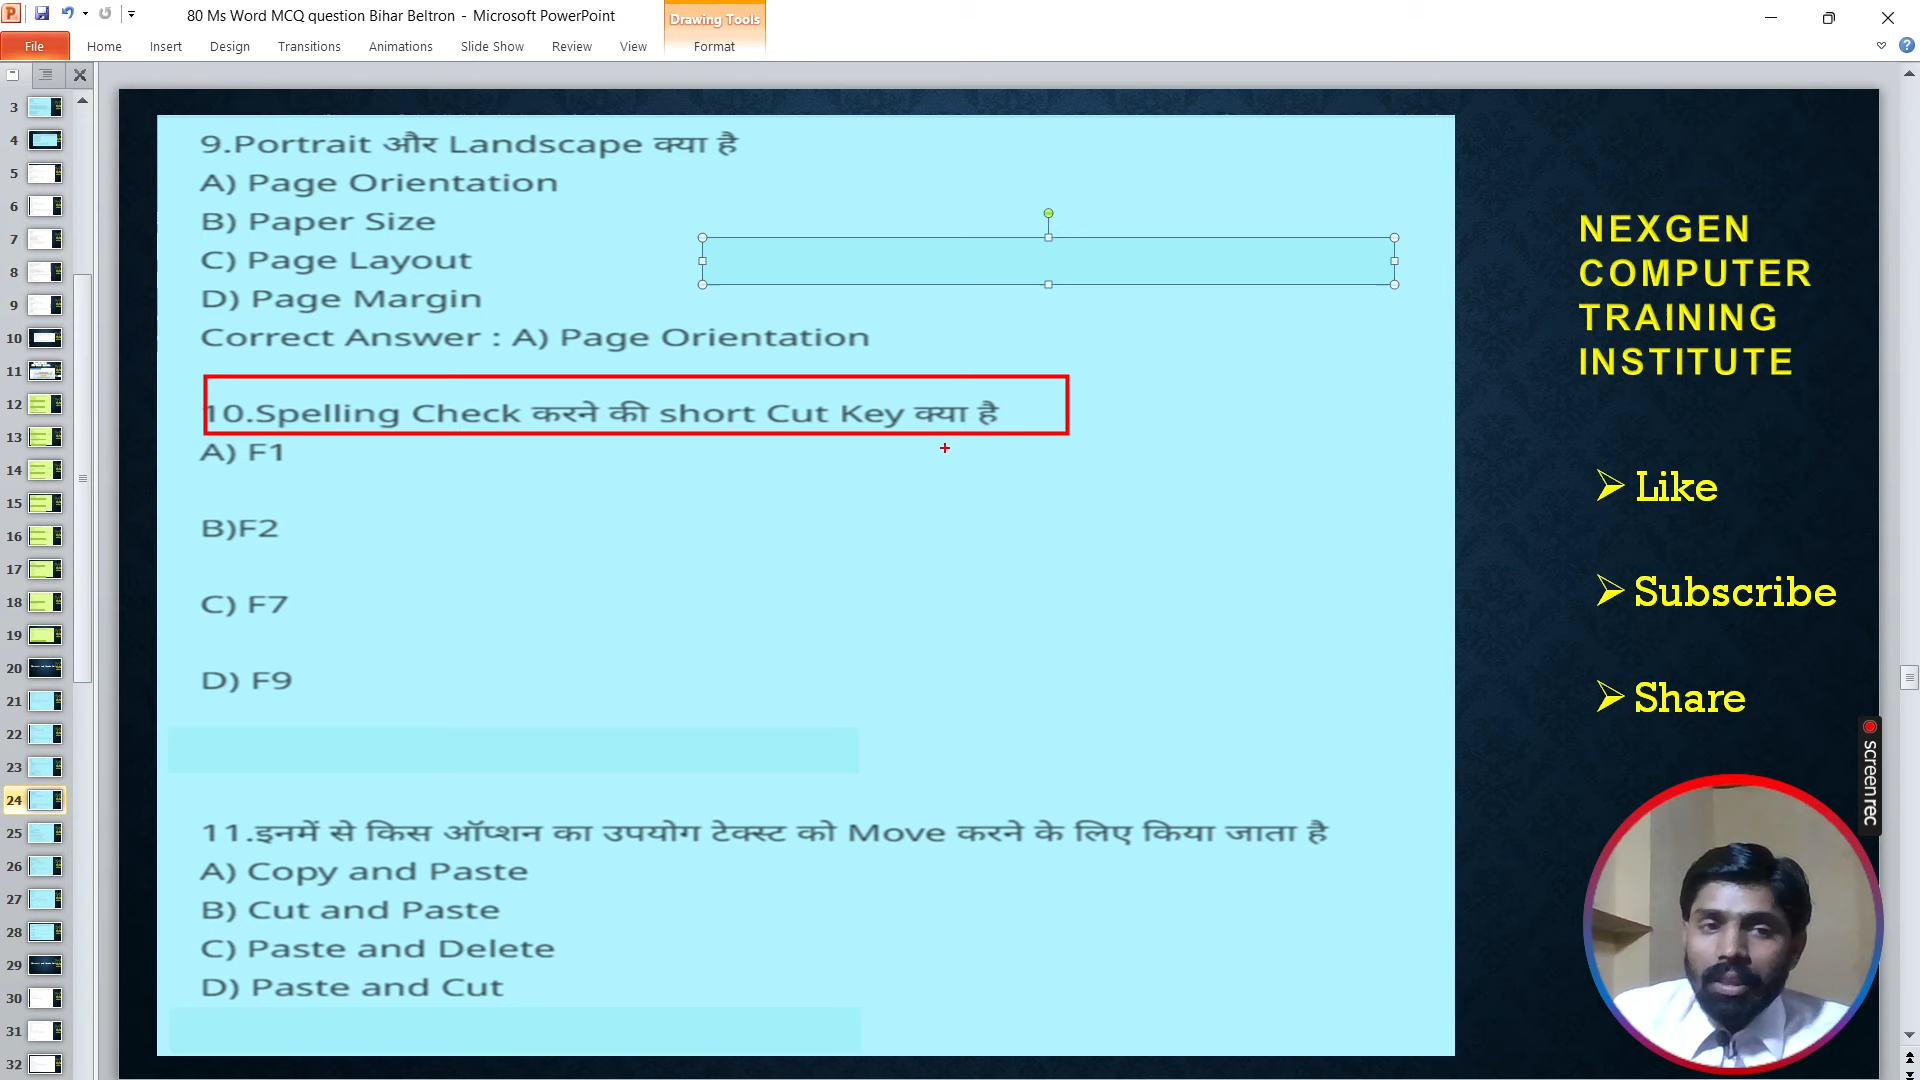 80 Ms Word MCQ question Bihar Beltron - Microsoft PowerPoint
Drawing Tools
File Home Insert Design Transitions Animations Slide Show Review View Format
3
4
5
6
7
8
9
10
11
12
13
14
15
16
17
18
19
20
21
22
23
24
25
26
27
28
29
30
31
32
9.Portrait और Landscape क्या है
A) Page Orientation
B) Paper Size
C) Page Layout
D) Page Margin
Correct Answer : A) Page Orientation
10.Spelling Check करने की short Cut Key क्या है
A) F1
B)F2
C) F7
D) F9
11.इनमें से किस ऑप्शन का उपयोग टेक्स्ट को Move करने के लिए किया जाता है
A) Copy and Paste
B) Cut and Paste
C) Paste and Delete
D) Paste and Cut
NEXGEN
COMPUTER
TRAINING
INSTITUTE
Like
Subscribe
Share
screen rec